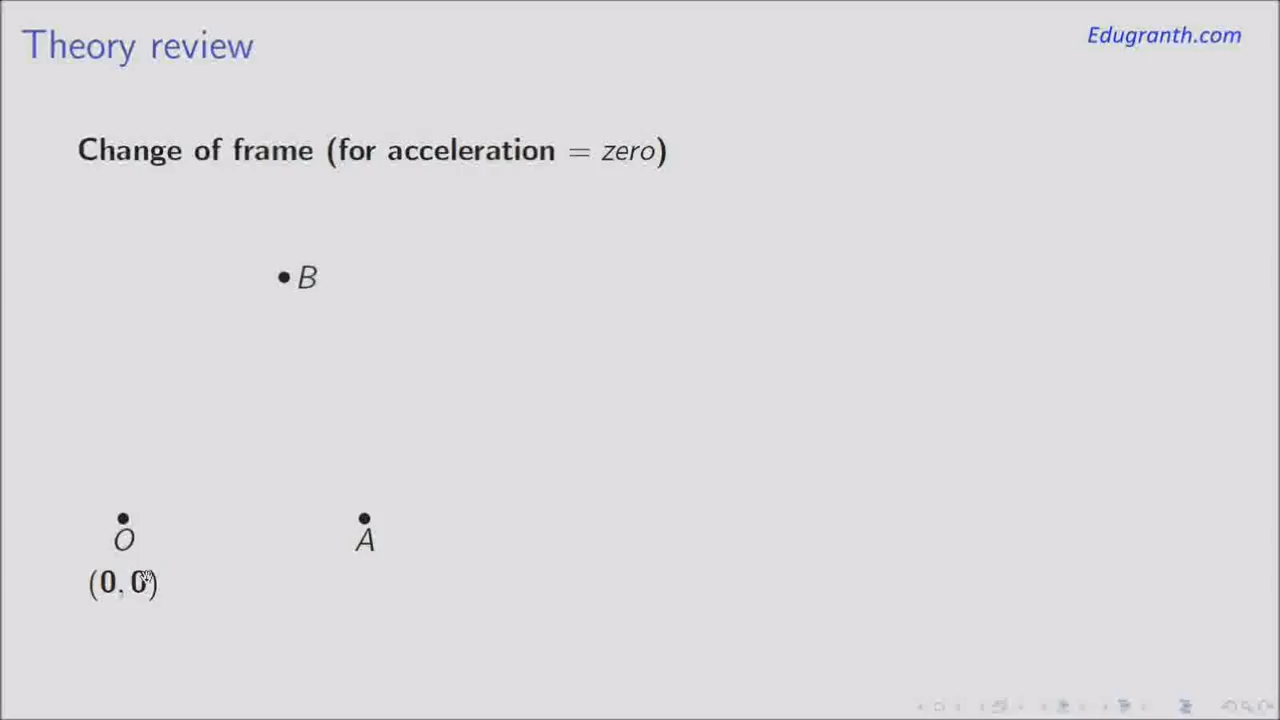 Theory review
Edugranth.com
Change of frame (for acceleration = zero)
B
O
A
(0, 0)